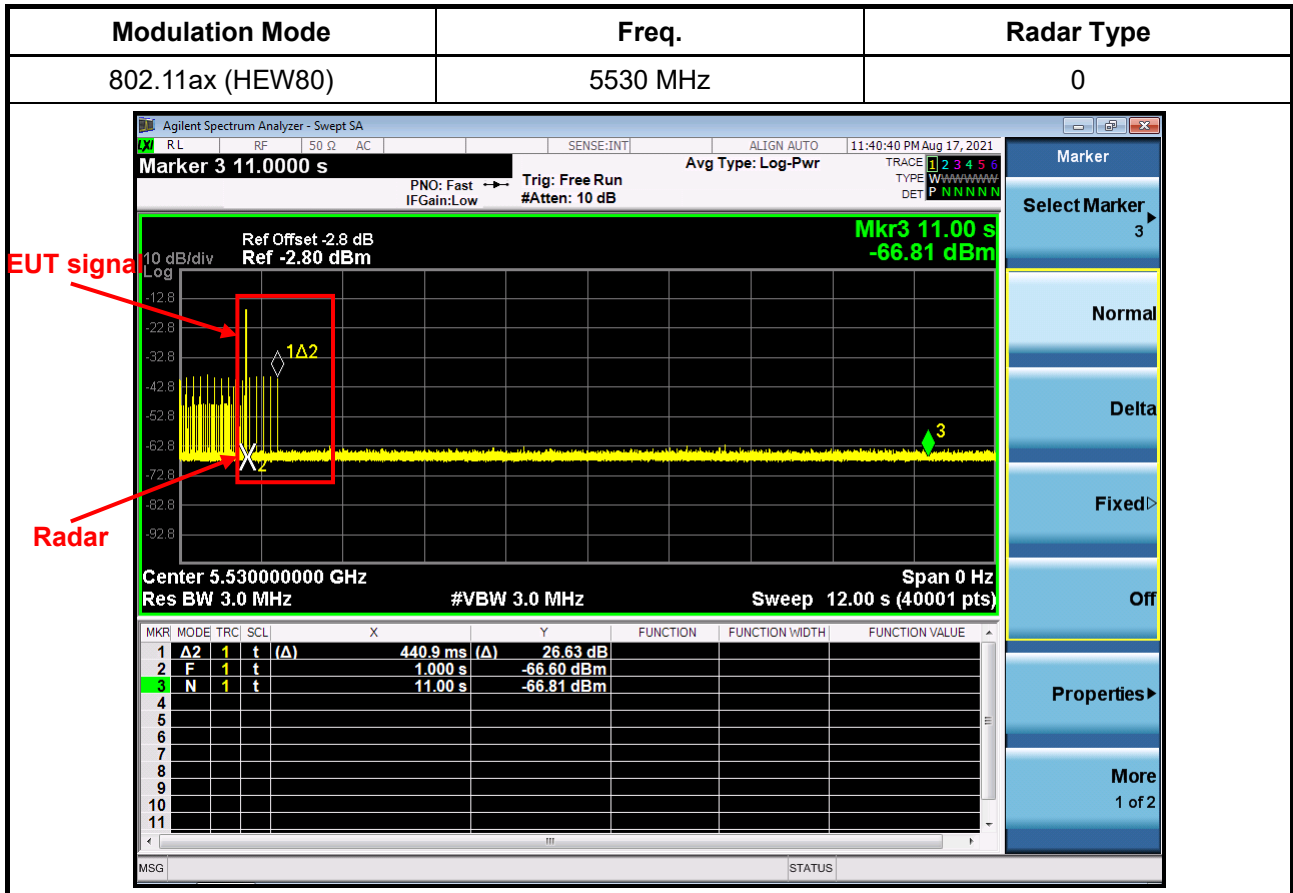 Modulation Mode Freq. Radar Type
802.11ax (HEW80) 5530 MHz 0
Agilent Spectrum Analyzer - Swept SA
LXI RL RF 50 Ω AC SENSE:INT ALIGN AUTO 11:40:40 PM Aug 17, 2021
Marker 3 11.0000 s
PNO: Fast
IFGain:Low
Trig: Free Run
#Atten: 10 dB
Avg Type: Log-Pwr
TRACE 1 2 3 4 5 6
TYPE WWWWWWW
DET P N N N N N
Marker
Select Marker
3
Normal
Delta
Fixed
Off
Properties
More
1 of 2
Ref Offset -2.8 dB
10 dB/div Ref -2.80 dBm
Log
Mkr3 11.00 s
-66.81 dBm
EUT signal
Radar
-12.8
-22.8
-32.8
-42.8
-52.8
-62.8
-72.8
-82.8
-92.8
1Δ2
2
3
Center 5.530000000 GHz Span 0 Hz
Res BW 3.0 MHz #VBW 3.0 MHz Sweep 12.00 s (40001 pts)
MKR MODE TRC SCL X Y FUNCTION FUNCTION WIDTH FUNCTION VALUE
1 Δ2 1 t (Δ) 440.9 ms (Δ) 26.63 dB
2 F 1 t 1.000 s -66.60 dBm
3 N 1 t 11.00 s -66.81 dBm
4
5
6
7
8
9
10
11
MSG STATUS